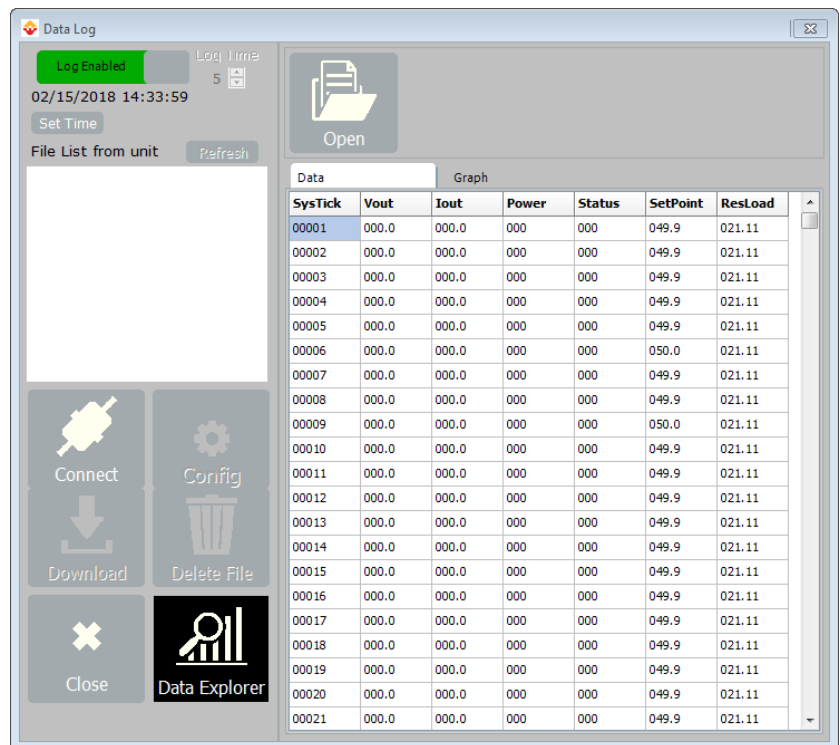 Data Log
Log Enabled
Log Time
5
02/15/2018 14:33:59
Set Time
File List from unit
Refresh
Connect
Config
Download
Delete File
Close
Data Explorer
Open
Data Graph
SysTick Vout Iout Power Status SetPoint ResLoad
00001 000.0 000.0 000 000 049.9 021.11
00002 000.0 000.0 000 000 049.9 021.11
00003 000.0 000.0 000 000 049.9 021.11
00004 000.0 000.0 000 000 049.9 021.11
00005 000.0 000.0 000 000 049.9 021.11
00006 000.0 000.0 000 000 050.0 021.11
00007 000.0 000.0 000 000 049.9 021.11
00008 000.0 000.0 000 000 049.9 021.11
00009 000.0 000.0 000 000 050.0 021.11
00010 000.0 000.0 000 000 049.9 021.11
00011 000.0 000.0 000 000 049.9 021.11
00012 000.0 000.0 000 000 049.9 021.11
00013 000.0 000.0 000 000 049.9 021.11
00014 000.0 000.0 000 000 049.9 021.11
00015 000.0 000.0 000 000 049.9 021.11
00016 000.0 000.0 000 000 049.9 021.11
00017 000.0 000.0 000 000 049.9 021.11
00018 000.0 000.0 000 000 049.9 021.11
00019 000.0 000.0 000 000 049.9 021.11
00020 000.0 000.0 000 000 049.9 021.11
00021 000.0 000.0 000 000 049.9 021.11